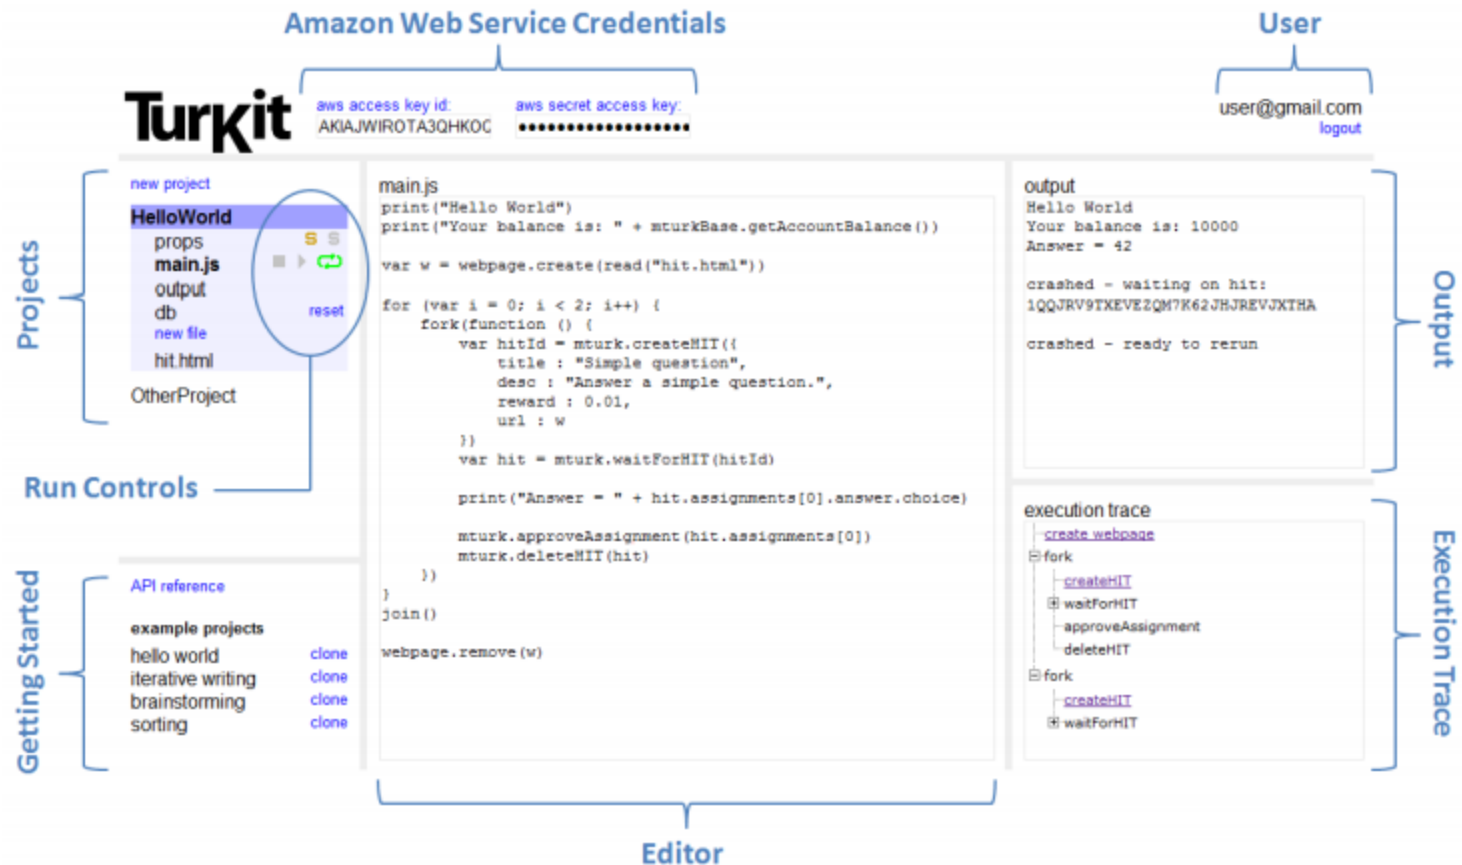 Amazon Web Service Credentials
User
Turkit
aws access key id:
AKIAJWIROTA3QHKOC
aws secret access key:
••••••••••••••••••
user@gmail.com
logout
Projects
new project
HelloWorld
props
S S
main.js
output
db
reset
new file
hit.html
OtherProject
Run Controls
Getting Started
API reference
example projects
hello world clone
iterative writing clone
brainstorming clone
sorting clone
main.js
print("Hello World")
print("Your balance is: " + mturkBase.getAccountBalance())
var w = webpage.create(read("hit.html"))
for (var i = 0; i < 2; i++) {
fork(function () {
var hitId = mturk.createHIT({
title : "Simple question",
desc : "Answer a simple question.",
reward : 0.01,
url : w
})
var hit = mturk.waitForHIT(hitId)
print("Answer = " + hit.assignments[0].answer.choice)
mturk.approveAssignment(hit.assignments[0])
mturk.deleteHIT(hit)
})
}
join()
webpage.remove(w)
Editor
output
Hello World
Your balance is: 10000
Answer = 42
crashed - waiting on hit:
1QQJRV9TXEVEZQM7K62JHJREVJXTHA
crashed - ready to rerun
Output
execution trace
create webpage
fork
createHIT
waitForHIT
approveAssignment
deleteHIT
fork
createHIT
waitForHIT
Execution Trace